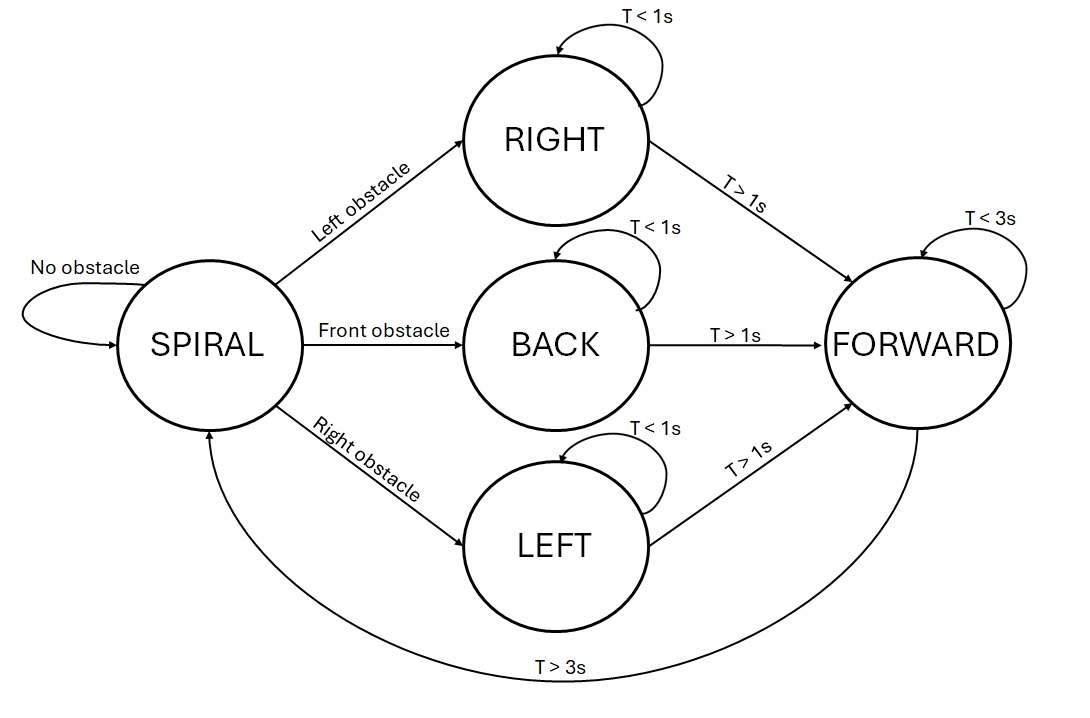 T < 1s
RIGHT
Left obstacle
T > 1s
T < 1s
T < 3s
No obstacle
SPIRAL
Front obstacle
BACK
T > 1s
FORWARD
Right obstacle
T < 1s
T > 1s
LEFT
T > 3s